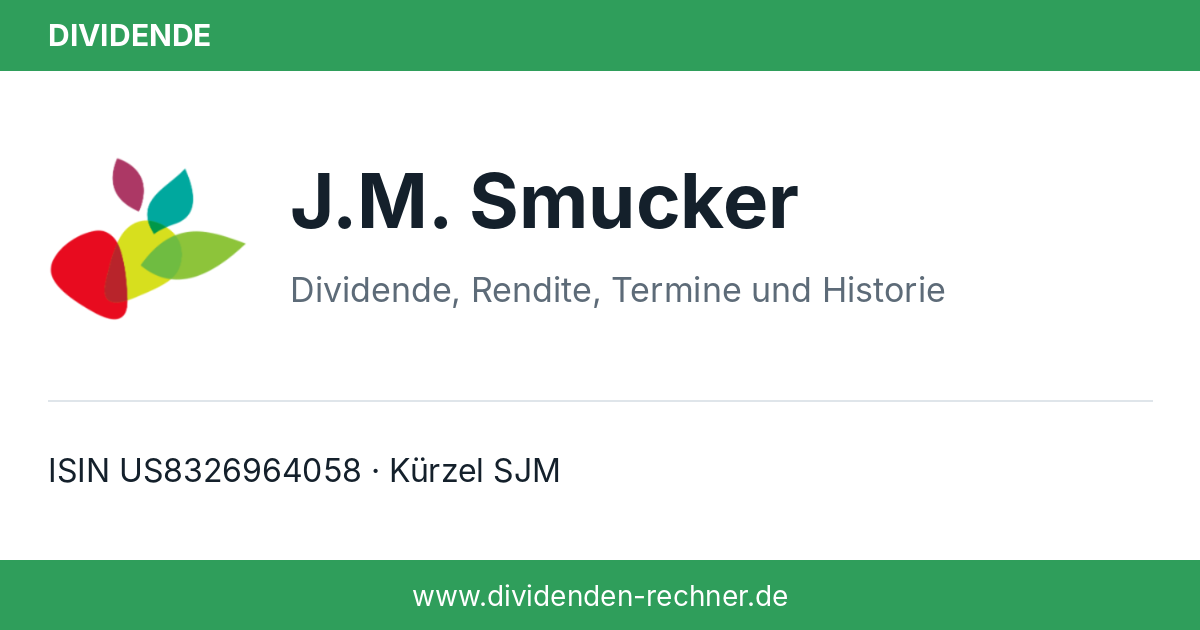 DIVIDENDE
J.M. Smucker
Dividende, Rendite, Termine und Historie
ISIN US8326964058 · Kürzel SJM
www.dividenden-rechner.de